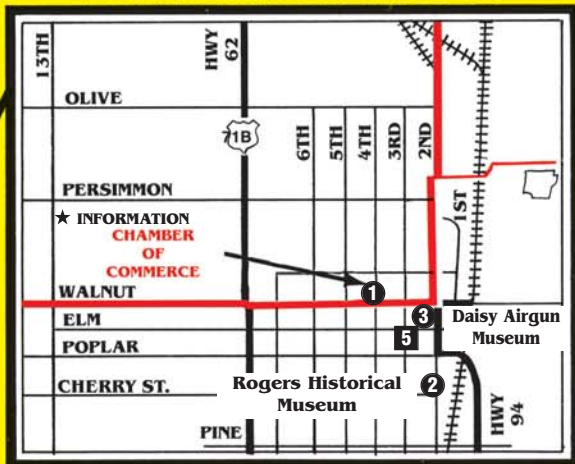 13TH
HWY 62
OLIVE
71B
6TH
5TH
4TH
3RD
2ND
PERSIMMON
1ST
★ INFORMATION
CHAMBER
OF
COMMERCE
WALNUT
1
ELM
3
Daisy Airgun
Museum
POPLAR
5
CHERRY ST.
Rogers Historical
Museum
2
HWY 94
PINE